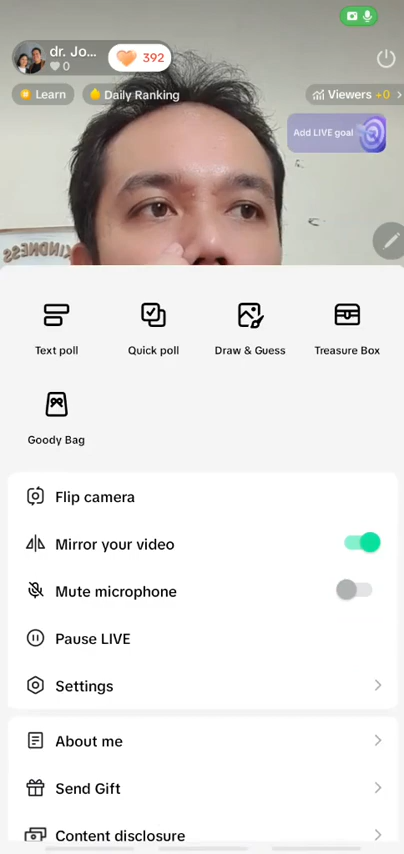 dr. Jo...
0
392
Learn
Daily Ranking
Viewers +0
Add LIVE goal
KINDNESS
Text poll
Quick poll
Draw & Guess
Treasure Box
Goody Bag
Flip camera
Mirror your video
Mute microphone
Pause LIVE
Settings
About me
Send Gift
Content disclosure